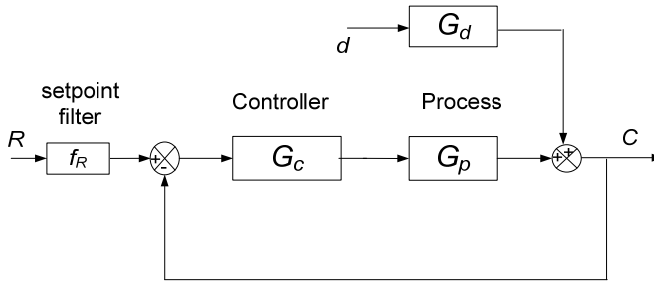 G_d
d
setpoint
filter
Controller
Process
R
C
f_R
+
-
G_c
G_p
+
+